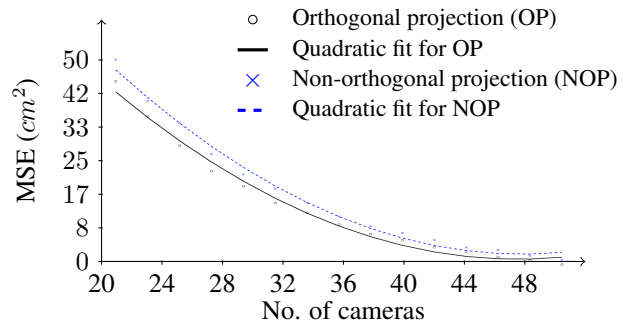 Orthogonal projection (OP)
Quadratic fit for OP
Non-orthogonal projection (NOP)
Quadratic fit for NOP
MSE (cm²)
50
42
33
25
17
8
0
20 24 28 32 36 40 44 48
No. of cameras